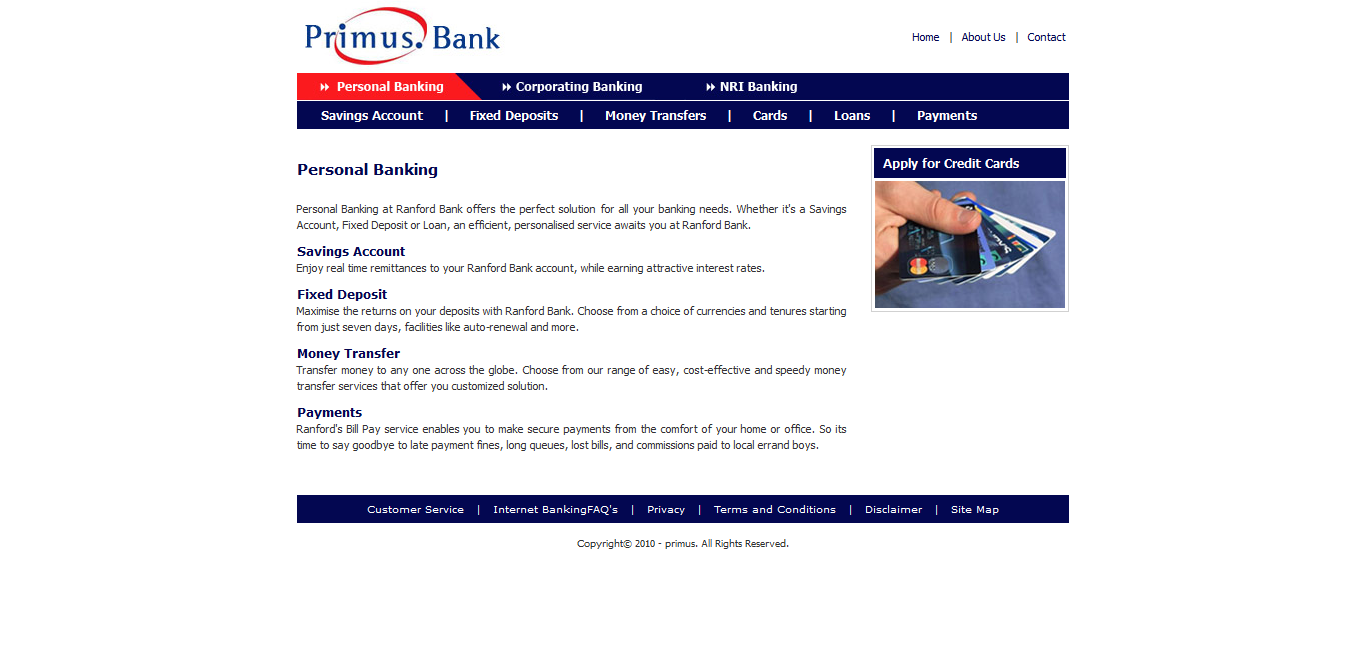 Primus. Bank
Home | About Us | Contact
Personal Banking
Corporating Banking
NRI Banking
Savings Account | Fixed Deposits | Money Transfers | Cards | Loans | Payments
Personal Banking
Personal Banking at Ranford Bank offers the perfect solution for all your banking needs. Whether it's a Savings
Account, Fixed Deposit or Loan, an efficient, personalised service awaits you at Ranford Bank.
Savings Account
Enjoy real time remittances to your Ranford Bank account, while earning attractive interest rates.
Fixed Deposit
Maximise the returns on your deposits with Ranford Bank. Choose from a choice of currencies and tenures starting
from just seven days, facilities like auto-renewal and more.
Money Transfer
Transfer money to any one across the globe. Choose from our range of easy, cost-effective and speedy money
transfer services that offer you customized solution.
Payments
Ranford's Bill Pay service enables you to make secure payments from the comfort of your home or office. So its
time to say goodbye to late payment fines, long queues, lost bills, and commissions paid to local errand boys.
Apply for Credit Cards
Customer Service | Internet BankingFAQ's | Privacy | Terms and Conditions | Disclaimer | Site Map
Copyright© 2010 - primus. All Rights Reserved.